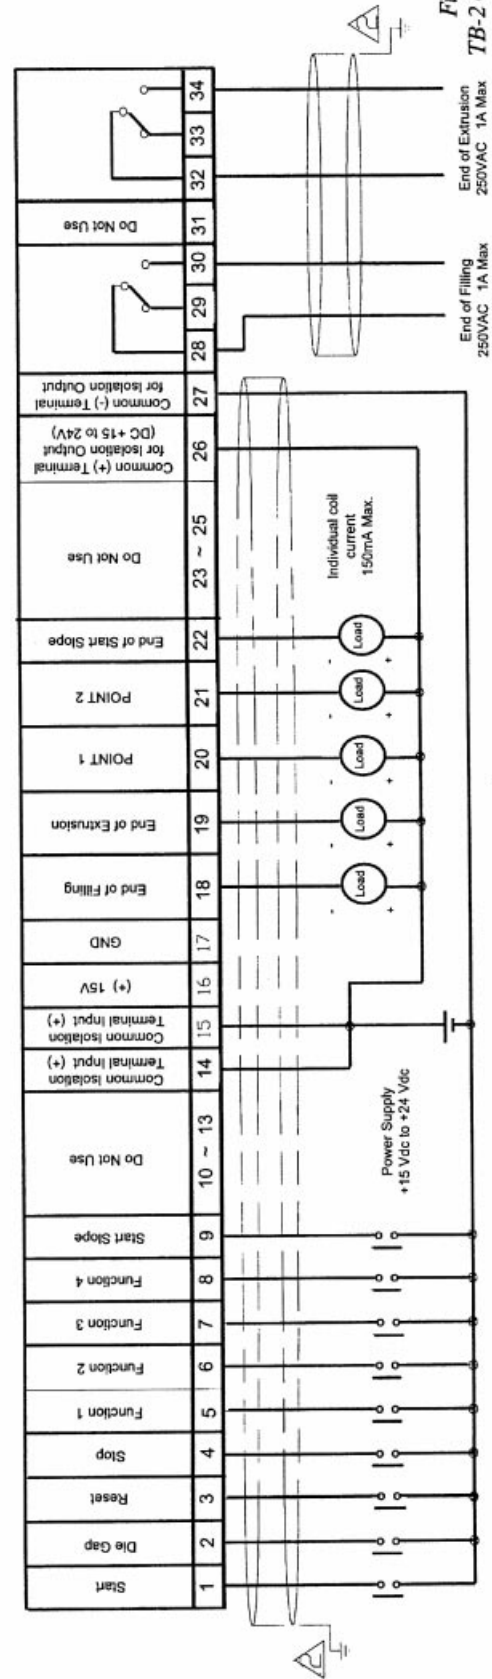 Start
1
Die Gap
2
Reset
3
Stop
4
Function 1
5
Function 2
6
Function 3
7
Function 4
8
Start Slope
9
Do Not Use
10 ~ 13
Common Isolation
Terminal Input (+)
14
Common Isolation
Terminal Input (+)
15
(+) 15V
16
GND
17
End of Filling
18
End of Extrusion
19
POINT 1
20
POINT 2
21
End of Start Slope
22
Do Not Use
23 ~ 25
Common (+) Terminal
for Isolation Output
(DC +15 to 24V)
26
Common (-) Terminal
for Isolation Output
27
28
29
30
Do Not Use
31
32
33
34
Power Supply
+15 Vdc to +24 Vdc
- Load +
- Load +
- Load +
- Load +
- Load +
Individual coil
current
150mA Max.
End of Filling
250VAC 1A Max
End of Extrusion
250VAC 1A Max
TB-2